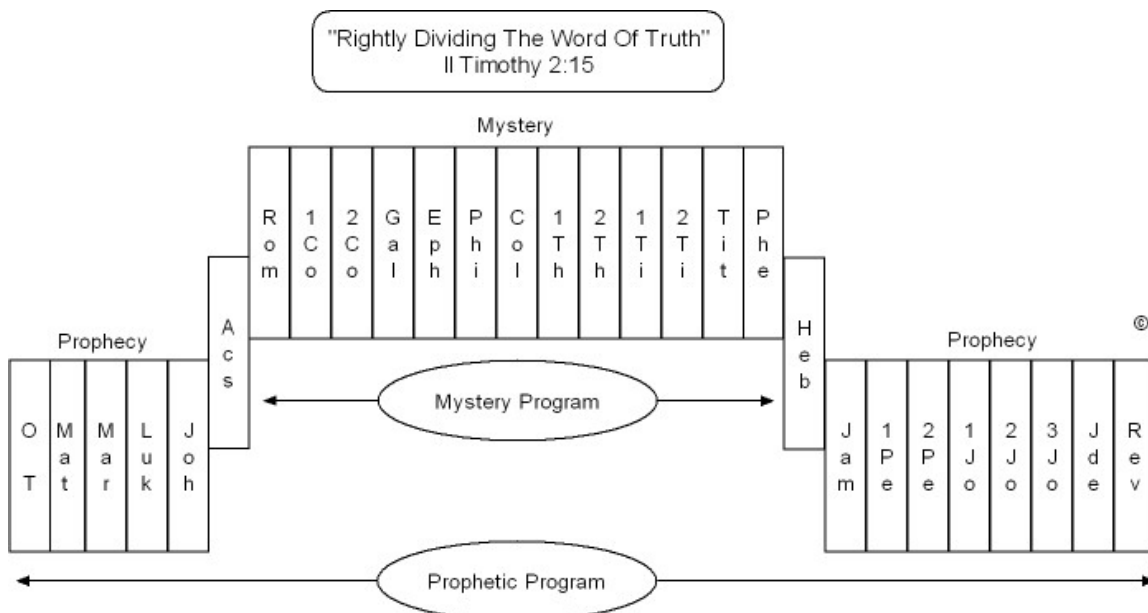 "Rightly Dividing The Word Of Truth"
II Timothy 2:15
Mystery
Rom
1Co
2Co
Gal
Eph
Phi
Col
1Th
2Th
1Ti
2Ti
Tit
Phe
Acs
Heb
©
Prophecy
Prophecy
OT
Mat
Mar
Luk
Joh
Mystery Program
Jam
1Pe
2Pe
1Jo
2Jo
3Jo
Jde
Rev
Prophetic Program